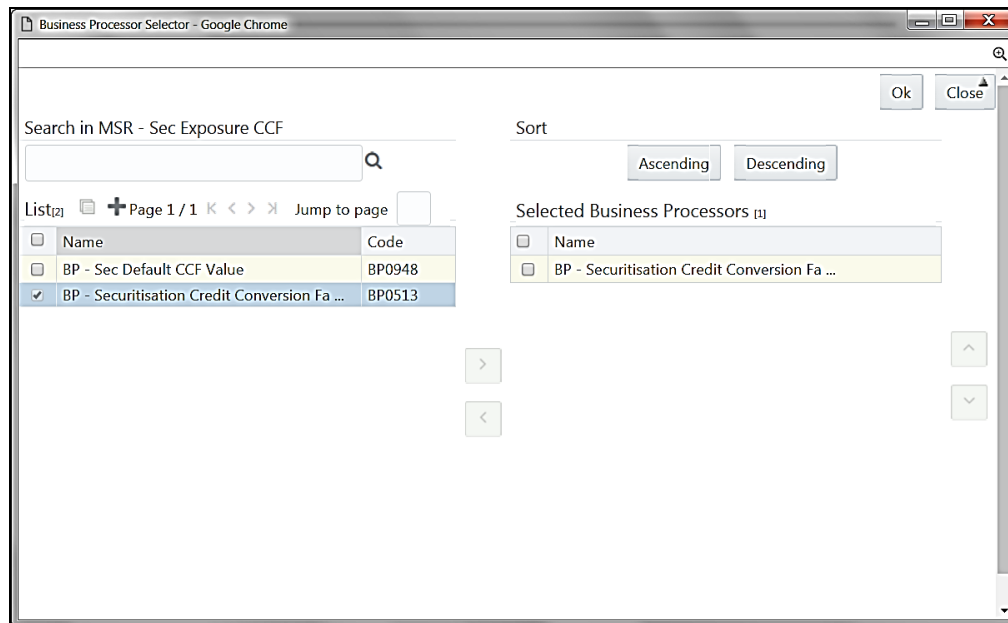 Business Processor Selector - Google Chrome
Ok Close
Search in MSR - Sec Exposure CCF
Sort
Ascending Descending
List[2] Page 1 / 1 Jump to page
Selected Business Processors [1]
Name Code
Name
BP - Sec Default CCF Value BP0948
BP - Securitisation Credit Conversion Fa ...
BP - Securitisation Credit Conversion Fa ... BP0513